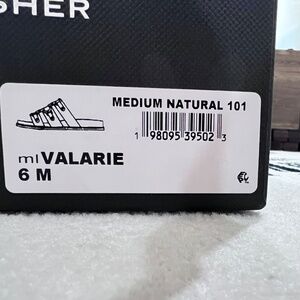 SHER
MEDIUM NATURAL 101
1 98095 39502 3
mlVALARIE
6 M